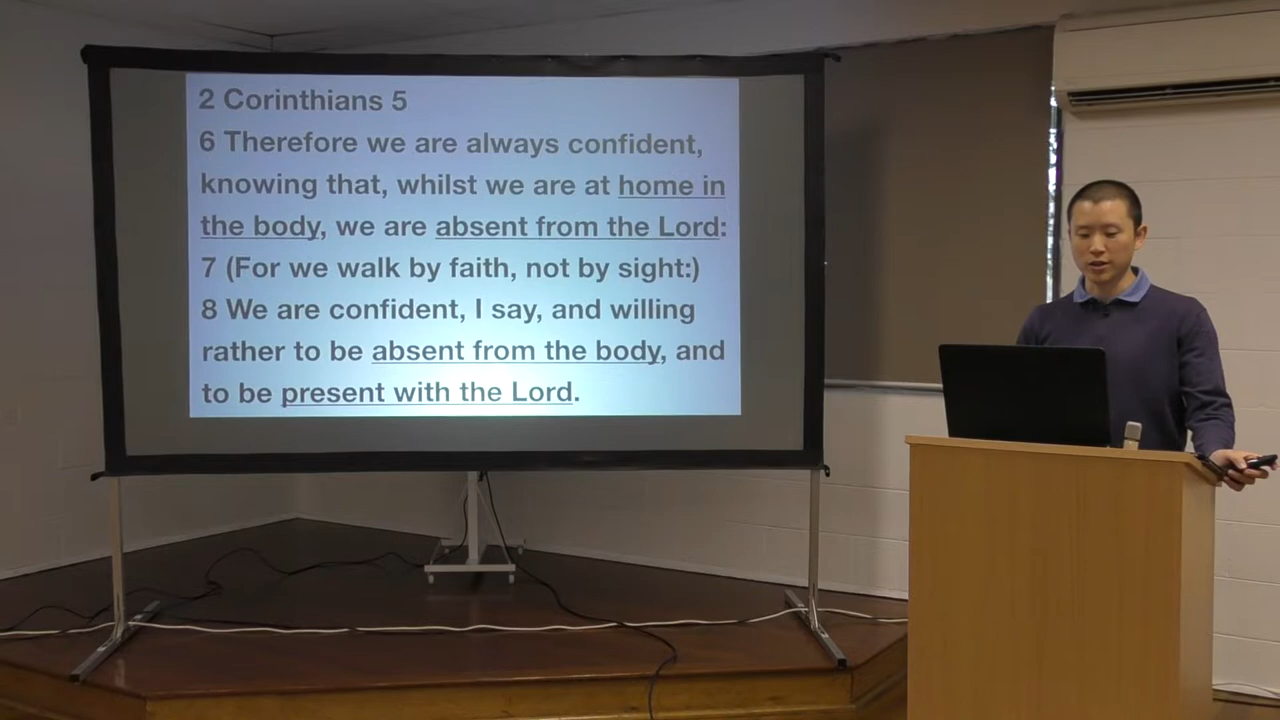 2 Corinthians 5
6 Therefore we are always confident,
knowing that, whilst we are at home in
the body, we are absent from the Lord:
7 (For we walk by faith, not by sight:)
8 We are confident, I say, and willing
rather to be absent from the body, and
to be present with the Lord.